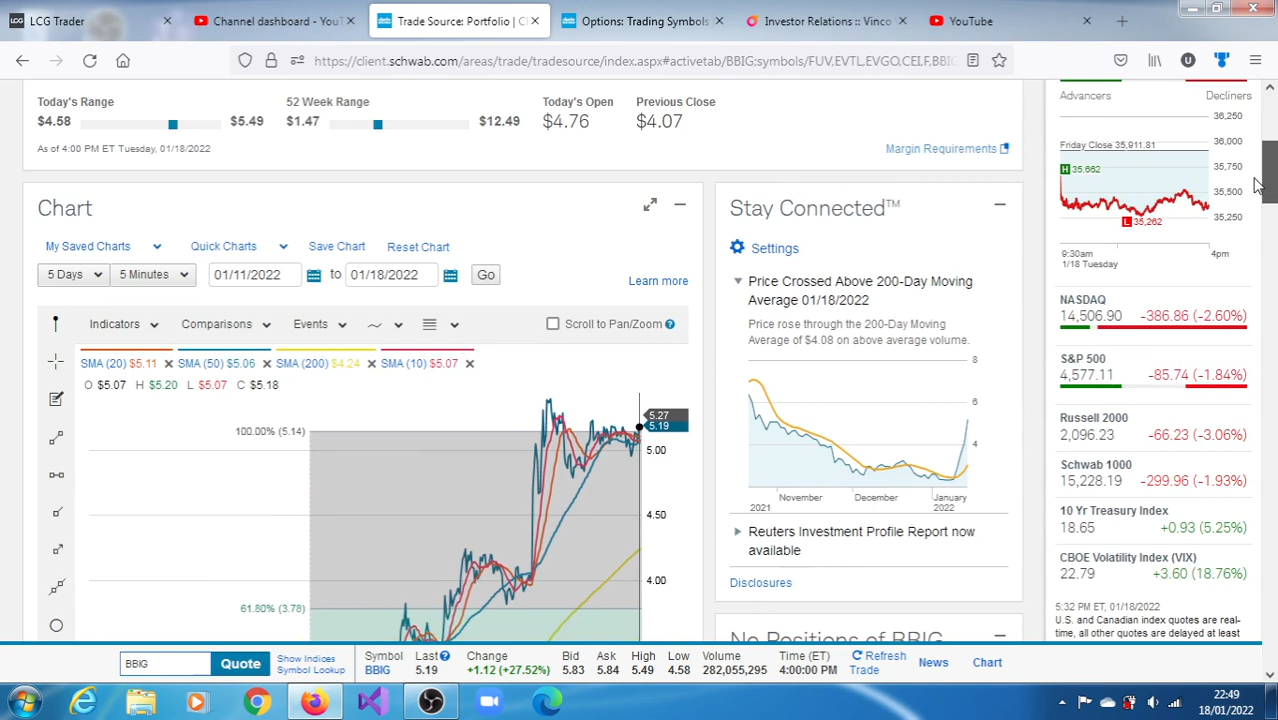 LCG Trader
Channel dashboard - YouT
Trade Source: Portfolio | C
Options: Trading Symbols
Investor Relations :: Vinco
YouTube
https://client.schwab.com/areas/trade/tradesource/index.aspx#activetab/BBIG;symbols/FUV,EVTL,EVGO,CEI,F,BBIG
Today's Range
52 Week Range
Today's Open
Previous Close
$4.58
$5.49
$1.47
$12.49
$4.76
$4.07
As of 4:00 PM ET Tuesday, 01/18/2022
Margin Requirements
Chart
My Saved Charts
Quick Charts
Save Chart
Reset Chart
5 Days
5 Minutes
01/11/2022
to
01/18/2022
Go
Learn more
Indicators
Comparisons
Events
Scroll to Pan/Zoom
SMA (20) $5.11
SMA (50) $5.06
SMA (200) $4.24
SMA (10) $5.07
O $5.07 H $5.20 L $5.07 C $5.18
5.27
5.19
100.00% (5.14)
5.00
4.50
4.00
61.80% (3.78)
Stay Connected™
Settings
Price Crossed Above 200-Day Moving
Average 01/18/2022
Price rose through the 200-Day Moving
Average of $4.08 on above average volume.
8
6
4
November
December
January
2021
2022
Reuters Investment Profile Report now
available
Disclosures
No Positions of BBIG
Advancers
Decliners
36,250
Friday Close 35,911.81
36,000
H 35,662
35,750
35,500
L 35,262
35,250
9:30am
4pm
1/18 Tuesday
NASDAQ
14,506.90 -386.86 (-2.60%)
S&P 500
4,577.11 -85.74 (-1.84%)
Russell 2000
2,096.23 -66.23 (-3.06%)
Schwab 1000
15,228.19 -299.96 (-1.93%)
10 Yr Treasury Index
18.65 +0.93 (5.25%)
CBOE Volatility Index (VIX)
22.79 +3.60 (18.76%)
5:32 PM ET, 01/18/2022
U.S. and Canadian index quotes are real-
time, all other quotes are delayed at least
BBIG
Quote
Show Indices
Symbol Lookup
Symbol
BBIG
Last
5.19
Change
+1.12 (+27.52%)
Bid
5.83
Ask
5.84
High
5.49
Low
4.58
Volume
282,055,295
Time (ET)
4:00:00 PM
Refresh
Trade
News
Chart
22:49
18/01/2022